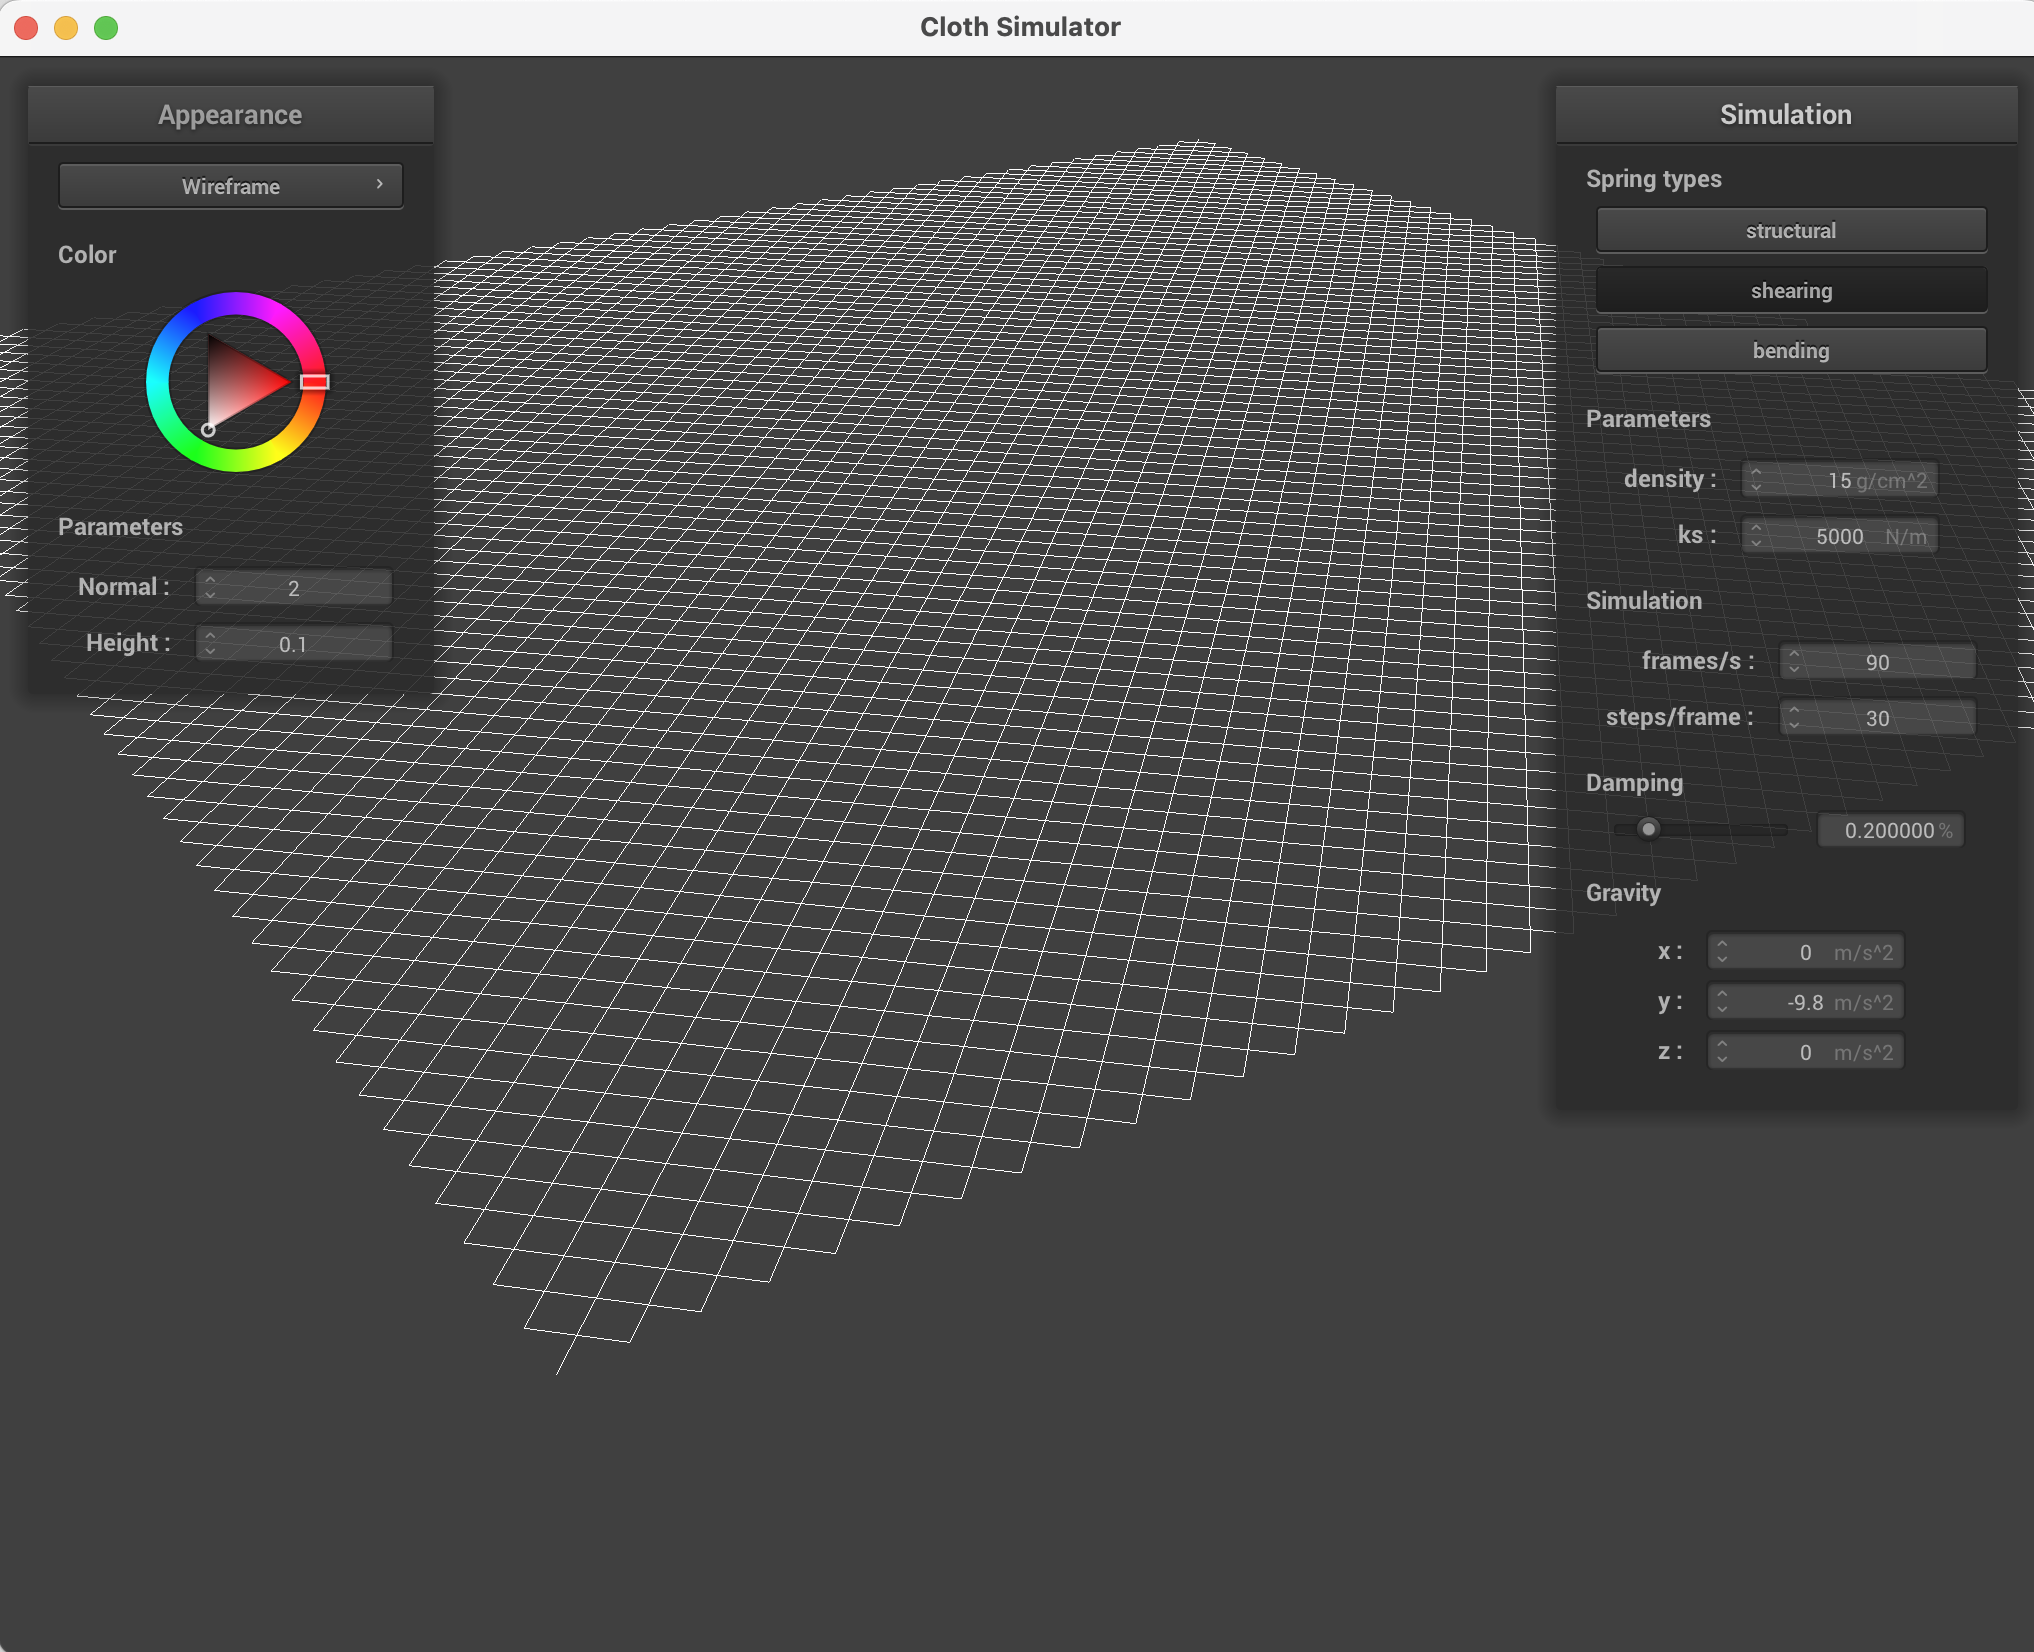 Cloth Simulator
Appearance
Wireframe
Color
Parameters
Normal : 2
Height : 0.1
Simulation
Spring types
structural
shearing
bending
Parameters
density : 15 g/cm^2
ks : 5000 N/m
Simulation
frames/s : 90
steps/frame : 30
Damping
0.200000 %
Gravity
x : 0 m/s^2
y : -9.8 m/s^2
z : 0 m/s^2